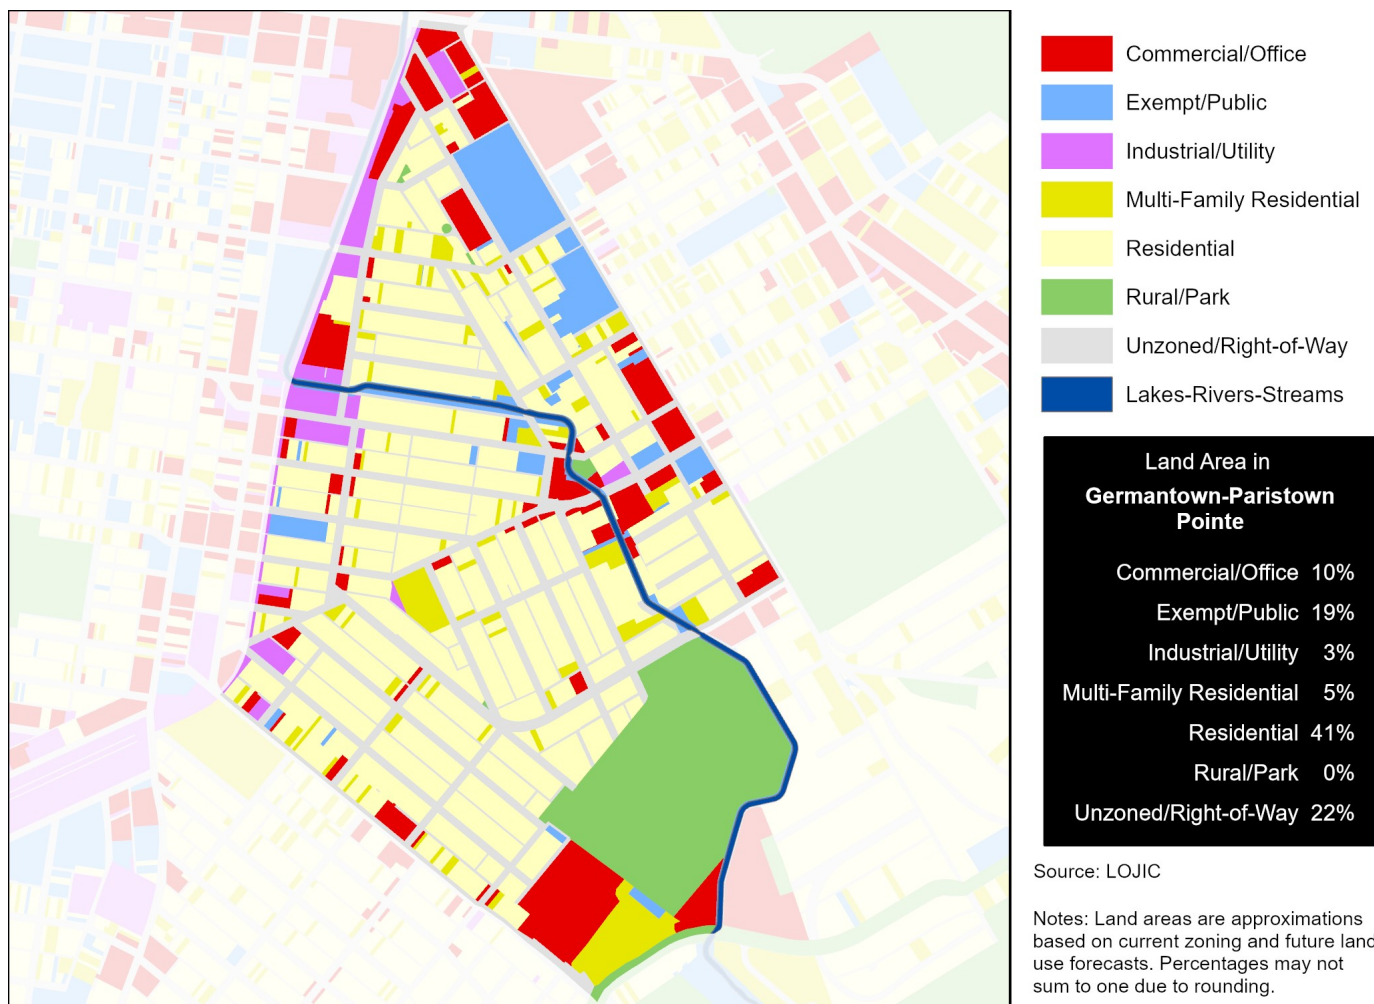 Commercial/Office
Exempt/Public
Industrial/Utility
Multi-Family Residential
Residential
Rural/Park
Unzoned/Right-of-Way
Lakes-Rivers-Streams
Land Area in
Germantown-Paristown
Pointe
Commercial/Office 10%
Exempt/Public 19%
Industrial/Utility 3%
Multi-Family Residential 5%
Residential 41%
Rural/Park 0%
Unzoned/Right-of-Way 22%
Source: LOJIC
Notes: Land areas are approximations
based on current zoning and future land
use forecasts. Percentages may not
sum to one due to rounding.